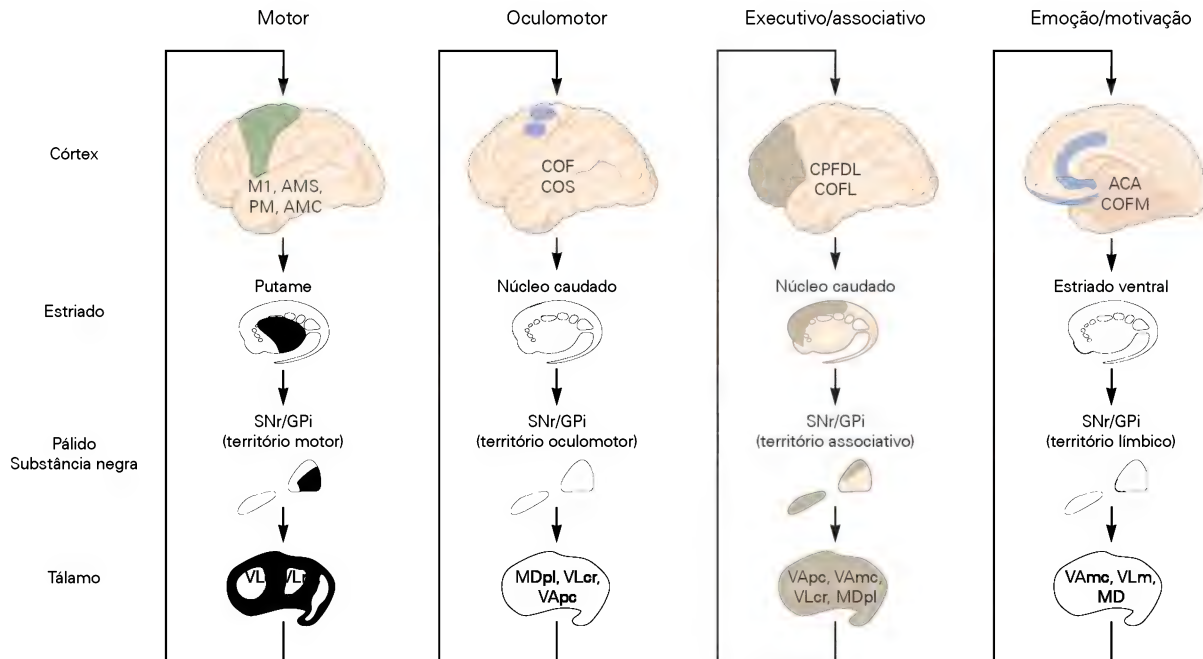 Motor
Oculomotor
Executivo/associativo
Emoção/motivação
Córtex
M1, AMS,
PM, AMC
COF
COS
CPFDL
COFL
ACA
COFM
Estriado
Putame
Núcleo caudado
Núcleo caudado
Estriado ventral
Pálido
Substância negra
SNr/GPi
(território motor)
SNr/GPi
(território oculomotor)
SNr/GPi
(território associativo)
SNr/GPi
(território límbico)
Tálamo
MDpl, VLcr,
VApc
VApc, VAmc,
VLcr, MDpl
VAmc, VLm,
MD